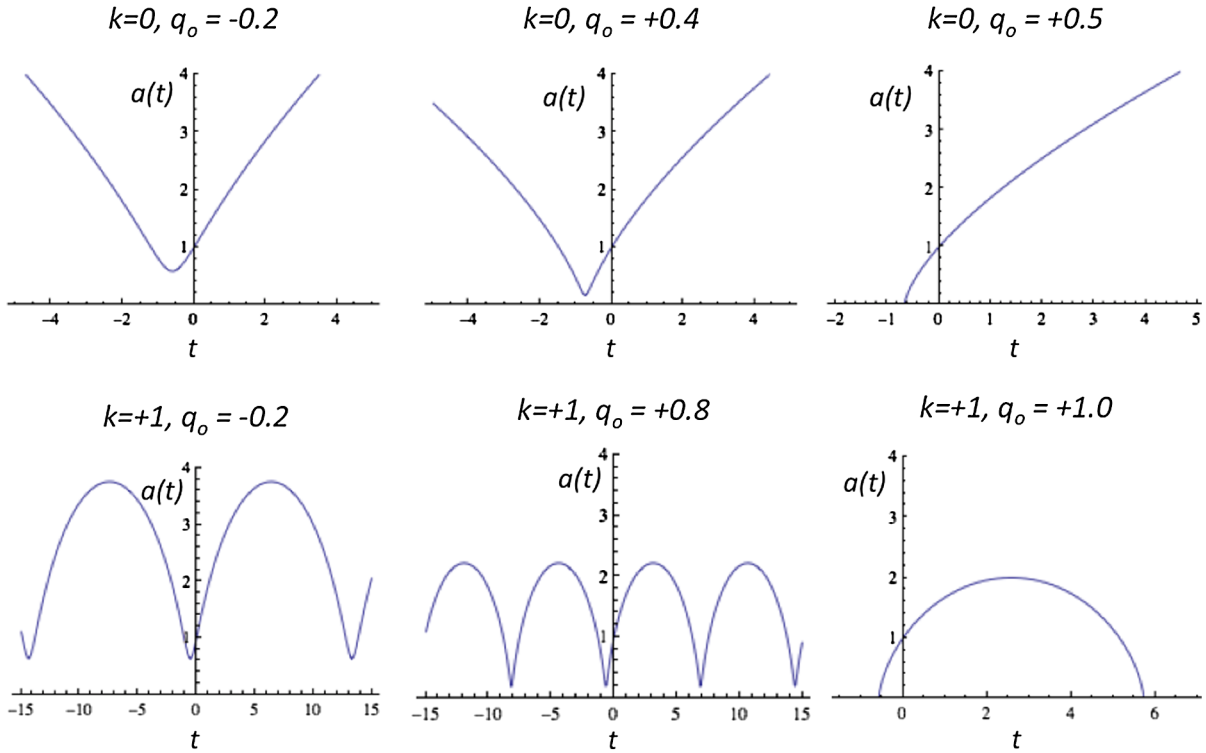 k=0, qₒ = -0.2
k=0, qₒ = +0.4
k=0, qₒ = +0.5
a(t)
4
3
2
1
−4 −2 0 2 4
t
a(t)
4
3
2
1
−4 −2 0 2 4
t
a(t)
4
3
2
1
−2 −1 0 1 2 3 4 5
t
k=+1, qₒ = -0.2
k=+1, qₒ = +0.8
k=+1, qₒ = +1.0
a(t)
4
3
2
1
−15 −10 −5 0 5 10 15
t
a(t)
4
3
2
1
−15 −10 −5 0 5 10 15
t
a(t)
4
3
2
1
0 2 4 6
t